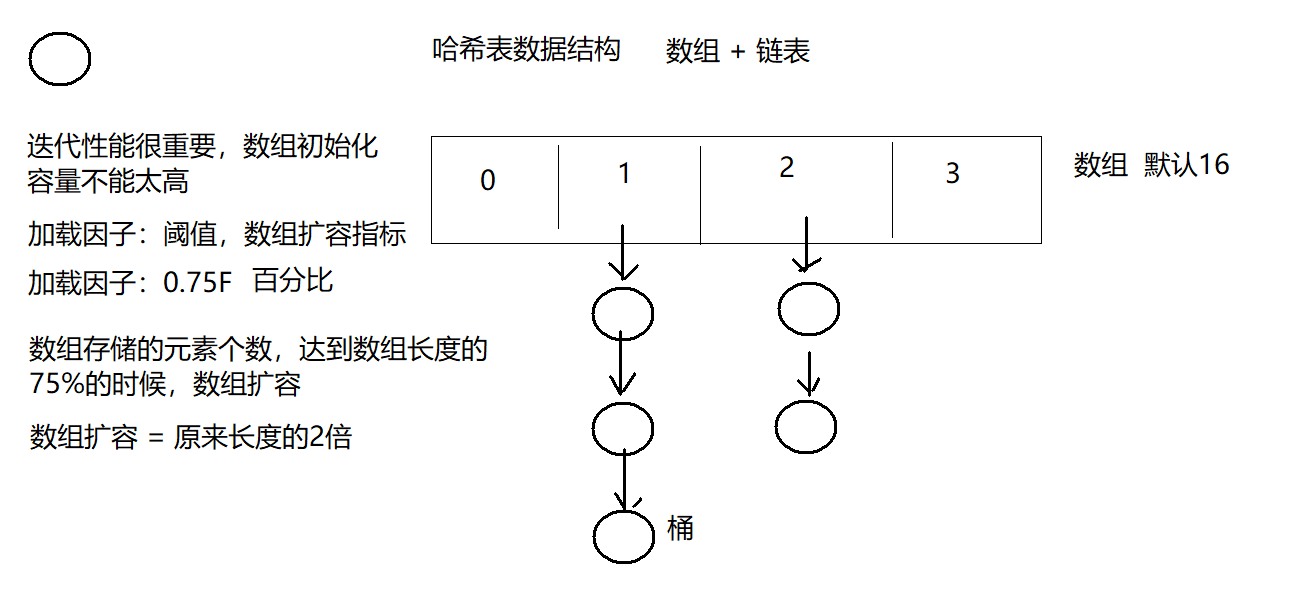 哈希表数据结构 数组 + 链表
迭代性能很重要，数组初始化
容量不能太高
0 1 2 3
数组 默认16
加载因子：阈值，数组扩容指标
加载因子：0.75F 百分比
数组存储的元素个数，达到数组长度的
75%的时候，数组扩容
数组扩容 = 原来长度的2倍
桶